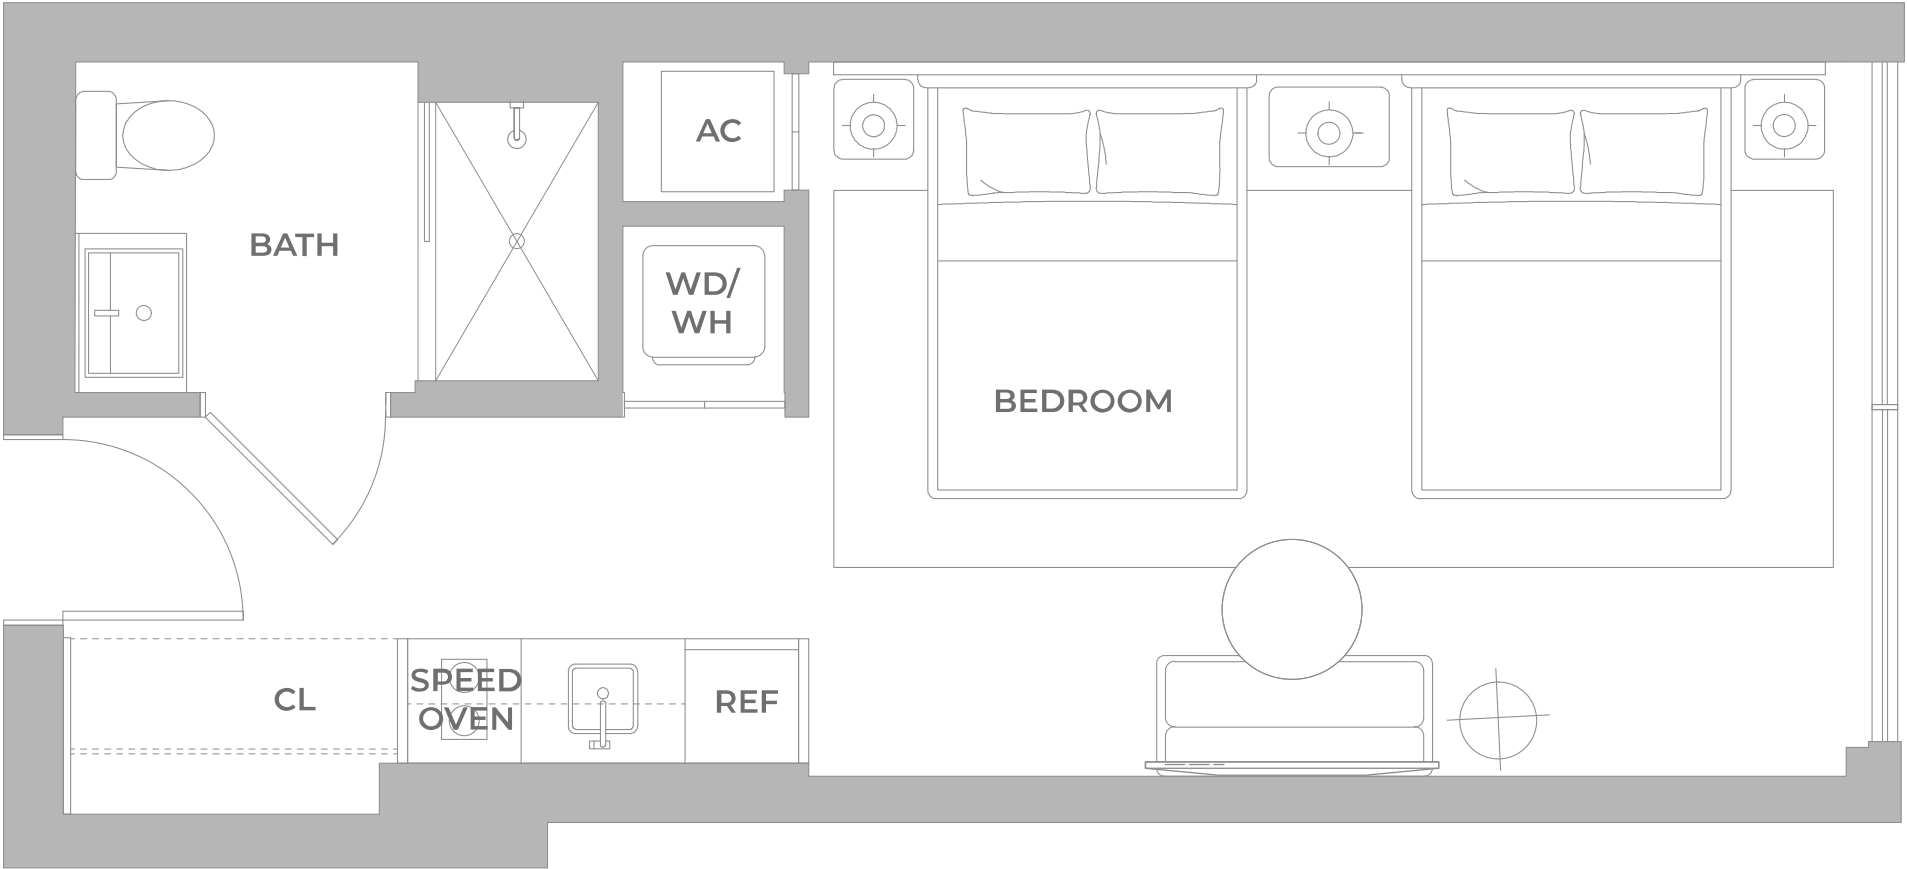 AC
BATH
WD/
WH
BEDROOM
CL
SPEED
OVEN
REF